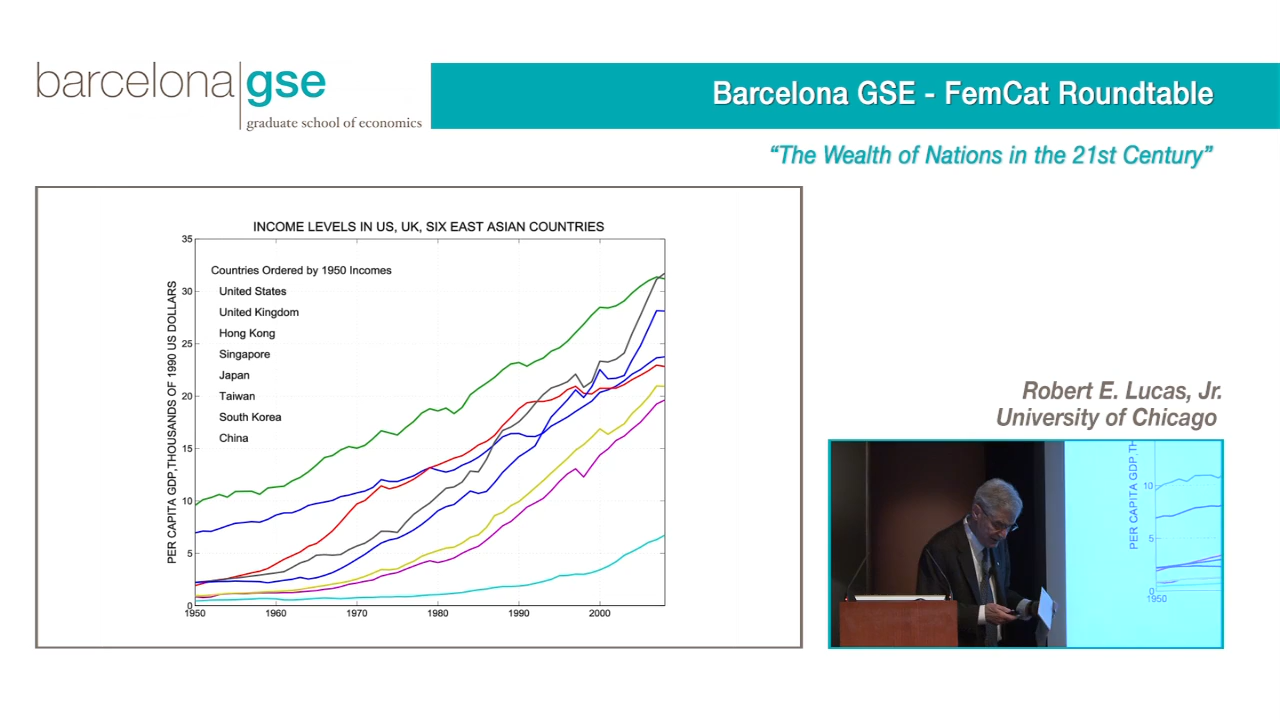 barcelona gse
graduate school of economics
Barcelona GSE - FemCat Roundtable
“The Wealth of Nations in the 21st Century”
INCOME LEVELS IN US, UK, SIX EAST ASIAN COUNTRIES
PER CAPITA GDP,THOUSANDS OF 1990 US DOLLARS
35
30
25
20
15
10
5
0
Countries Ordered by 1950 Incomes
United States
United Kingdom
Hong Kong
Singapore
Japan
Taiwan
South Korea
China
1950 1960 1970 1980 1990 2000
Robert E. Lucas, Jr.
University of Chicago
PER CAPITA GDP,TH
10
5
0
1950